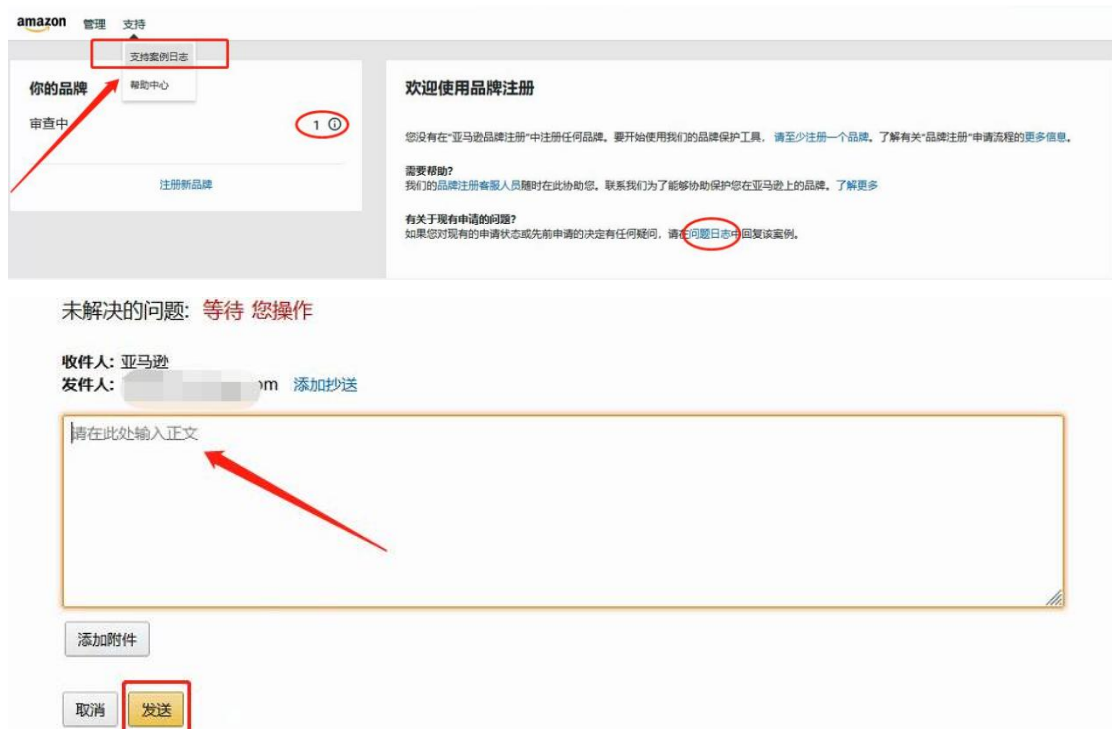 amazon 管理 支持
支持案例日志
帮助中心
你的品牌
审查中 1
注册新品牌
欢迎使用品牌注册
您没有在“亚马逊品牌注册”中注册任何品牌。要开始使用我们的品牌保护工具，请至少注册一个品牌。了解有关“品牌注册”申请流程的更多信息。
需要帮助?
我们的品牌注册客服人员随时在此协助您。联系我们为了能够协助保护您在亚马逊上的品牌。了解更多
有关于现有申请的问题?
如果您对现有的申请状态或先前申请的决定有任何疑问，请在问题日志中回复该案例。
未解决的问题: 等待 您操作
收件人: 亚马逊
发件人: om 添加抄送
请在此处输入正文
添加附件
取消 发送